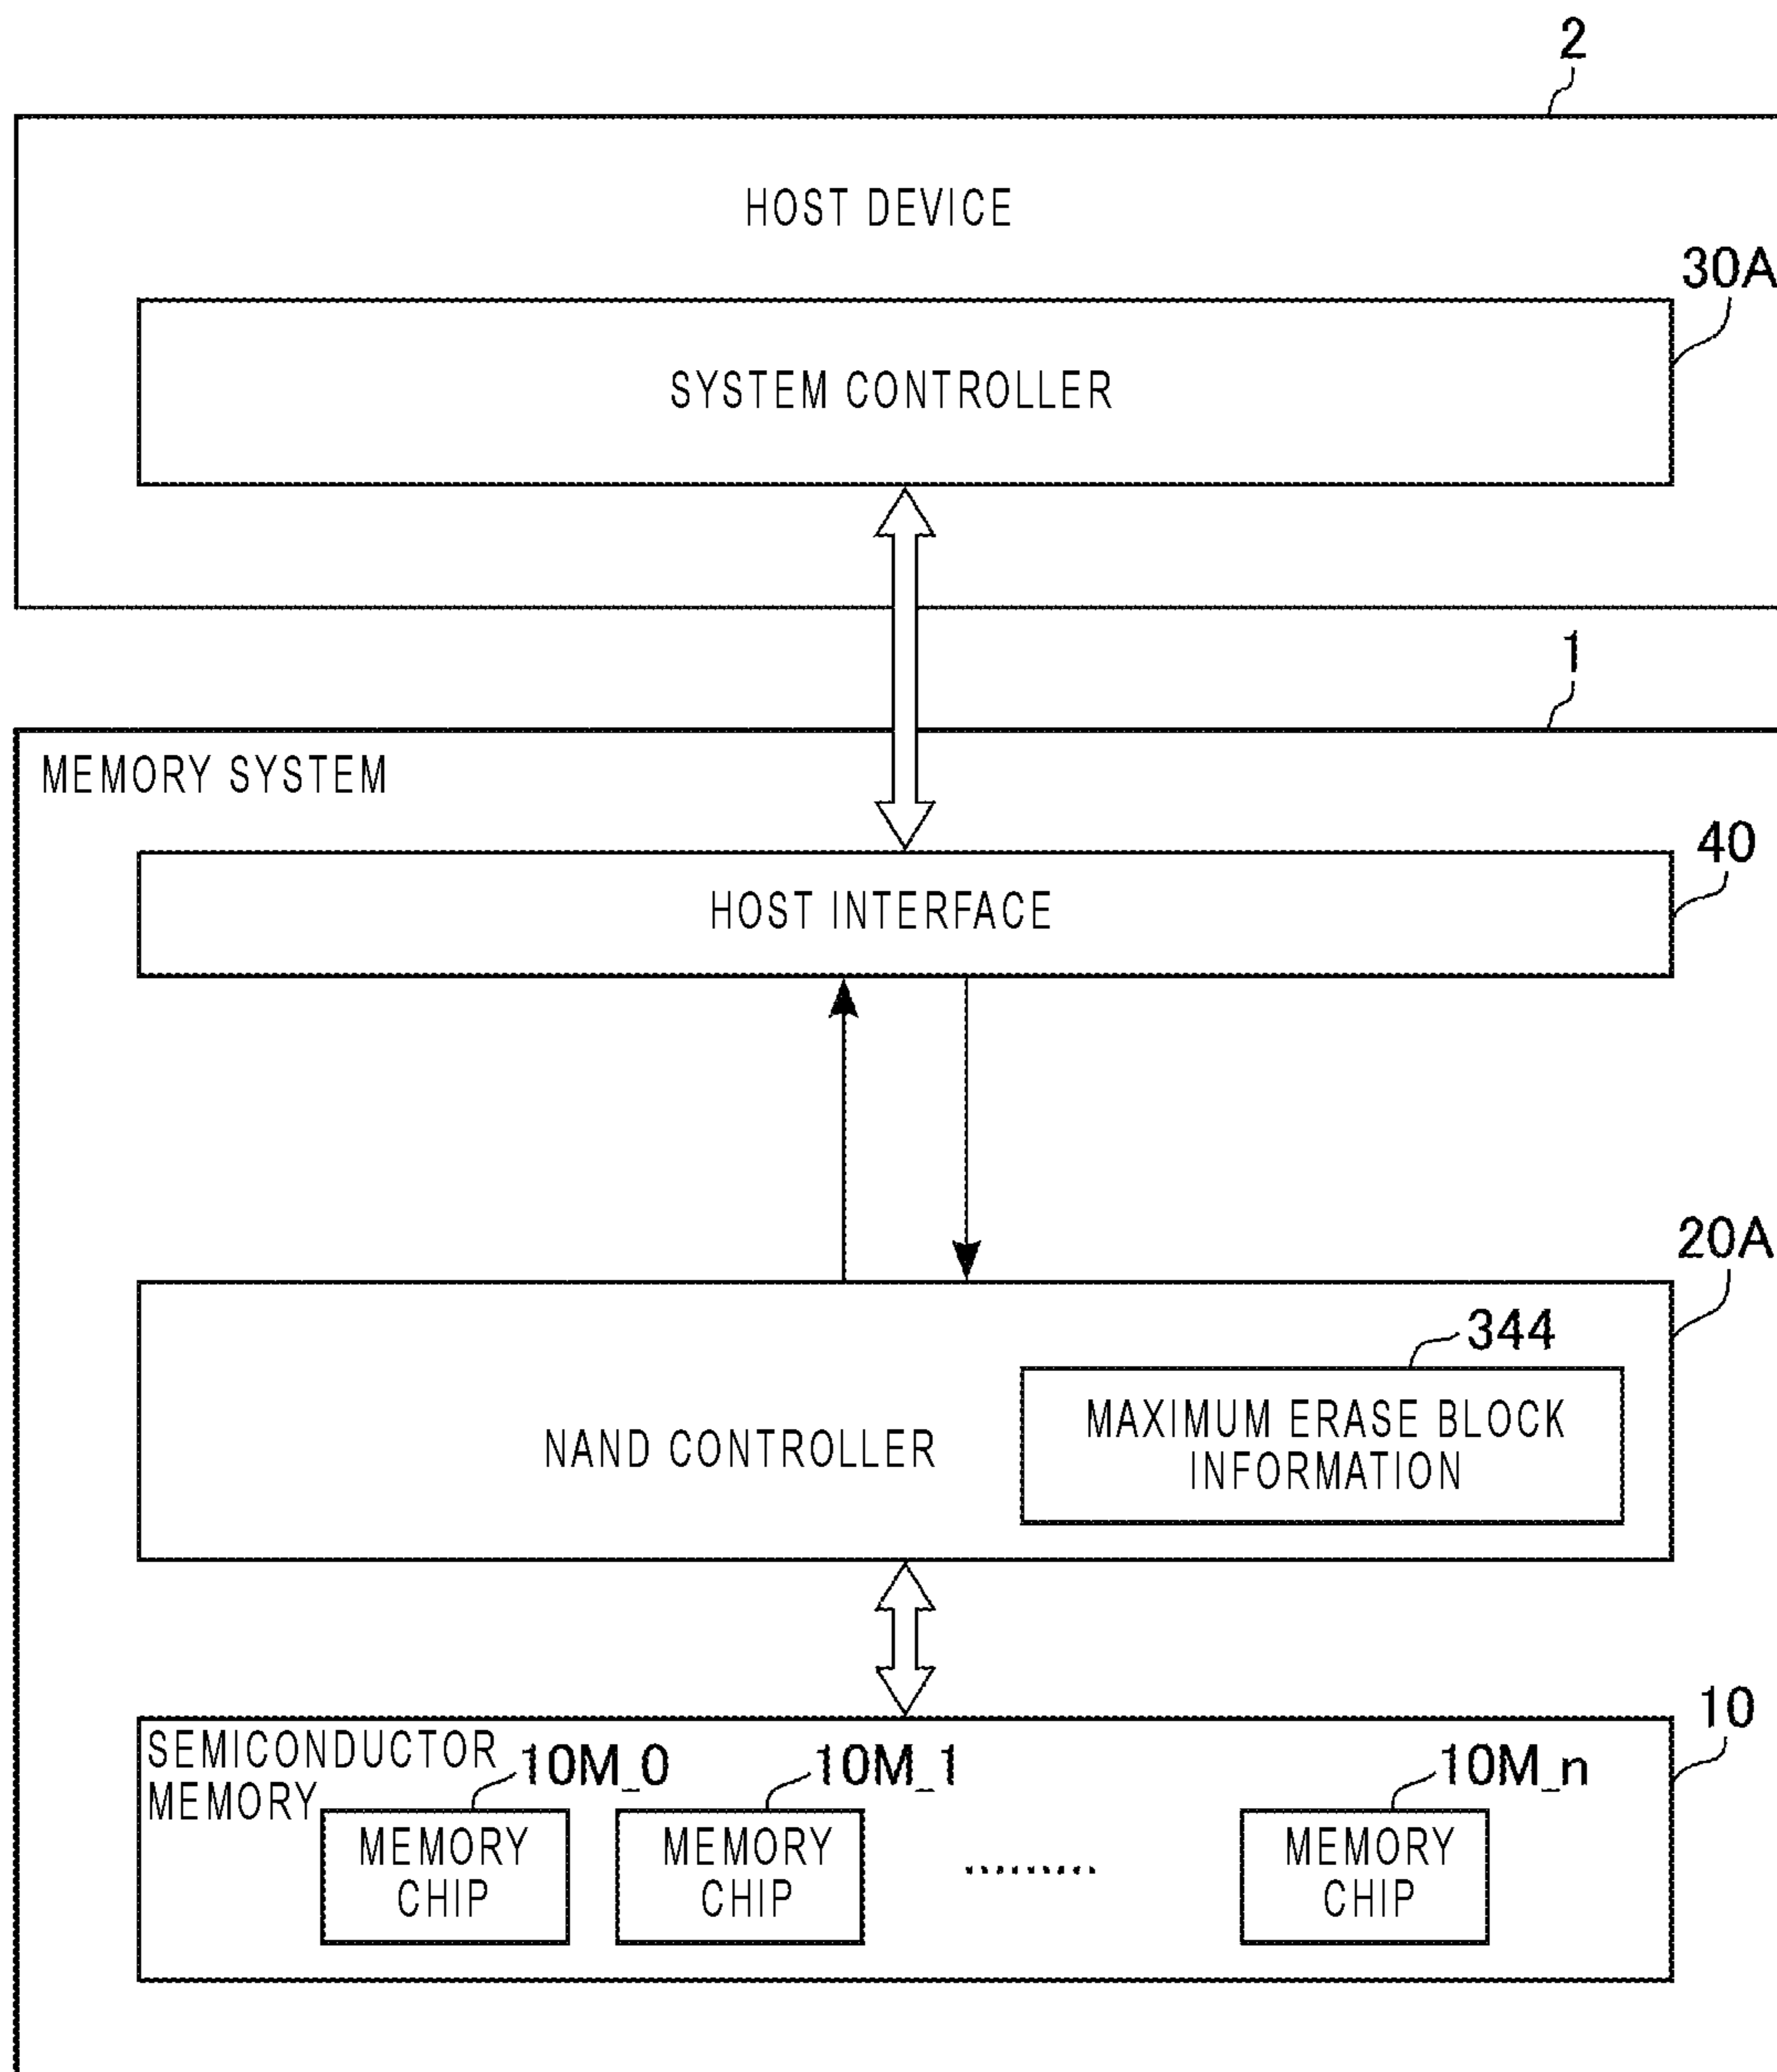 2
HOST DEVICE
30A
SYSTEM CONTROLLER
1
MEMORY SYSTEM
40
HOST INTERFACE
20A
344
MAXIMUM ERASE BLOCK
INFORMATION
NAND CONTROLLER
10
SEMICONDUCTOR
MEMORY
10M_0
10M_1
10M_n
MEMORY
CHIP
MEMORY
CHIP
.........
MEMORY
CHIP